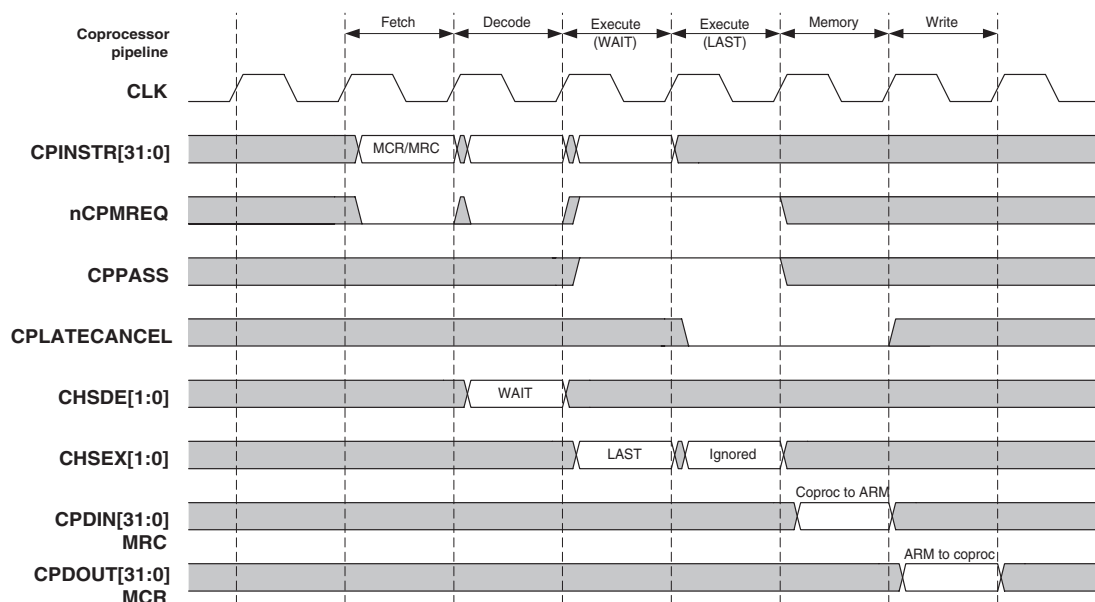 Coprocessor
pipeline
Fetch
Decode
Execute
(WAIT)
Execute
(LAST)
Memory
Write
CLK
CPINSTR[31:0]
MCR/MRC
nCPMREQ
CPPASS
CPLATECANCEL
CHSDE[1:0]
WAIT
CHSEX[1:0]
LAST
Ignored
Coproc to ARM
CPDIN[31:0]
MRC
ARM to coproc
CPDOUT[31:0]
MCR